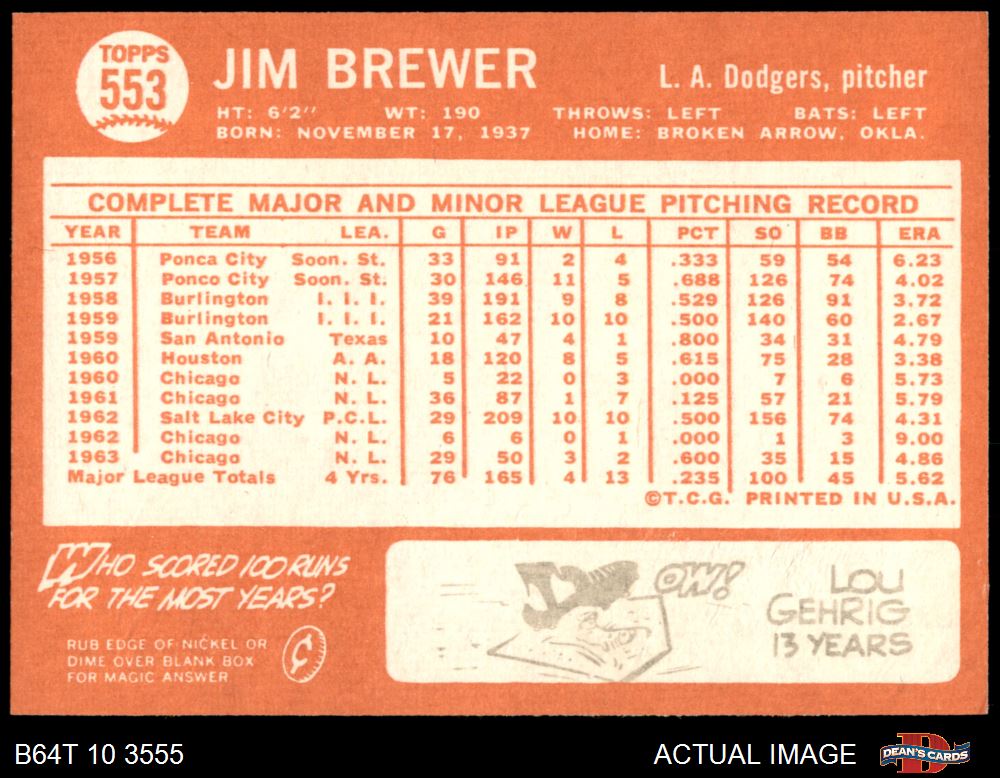 TOPPS
553
JIM BREWER
L. A. Dodgers, pitcher
HT: 6'2" WT: 190 THROWS: LEFT BATS: LEFT
BORN: NOVEMBER 17, 1937 HOME: BROKEN ARROW, OKLA.
COMPLETE MAJOR AND MINOR LEAGUE PITCHING RECORD
YEAR TEAM LEA. G IP W L PCT SO BB ERA
1956 Ponca City Soon. St. 33 91 2 4 .333 59 54 6.23
1957 Ponco City Soon. St. 30 146 11 5 .688 126 74 4.02
1958 Burlington I. I. I. 39 191 9 8 .529 126 91 3.72
1959 Burlington I. I. I. 21 162 10 10 .500 140 60 2.67
1959 San Antonio Texas 10 47 4 1 .800 34 31 4.79
1960 Houston A. A. 18 120 8 5 .615 75 28 3.38
1960 Chicago N. L. 5 22 0 3 .000 7 6 5.73
1961 Chicago N. L. 36 87 1 7 .125 57 21 5.79
1962 Salt Lake City P.C.L. 29 209 10 10 .500 156 74 4.31
1962 Chicago N. L. 6 6 0 1 .000 1 3 9.00
1963 Chicago N. L. 29 50 3 2 .600 35 15 4.86
Major League Totals 4 Yrs. 76 165 4 13 .235 100 45 5.62
©T.C.G. PRINTED IN U.S.A.
WHO SCORED 100 RUNS
FOR THE MOST YEARS?
RUB EDGE OF NICKEL OR
DIME OVER BLANK BOX
FOR MAGIC ANSWER
¢
OW!
LOU
GEHRIG
13 YEARS
B64T 10 3555
ACTUAL IMAGE
D
DEAN'S CARDS